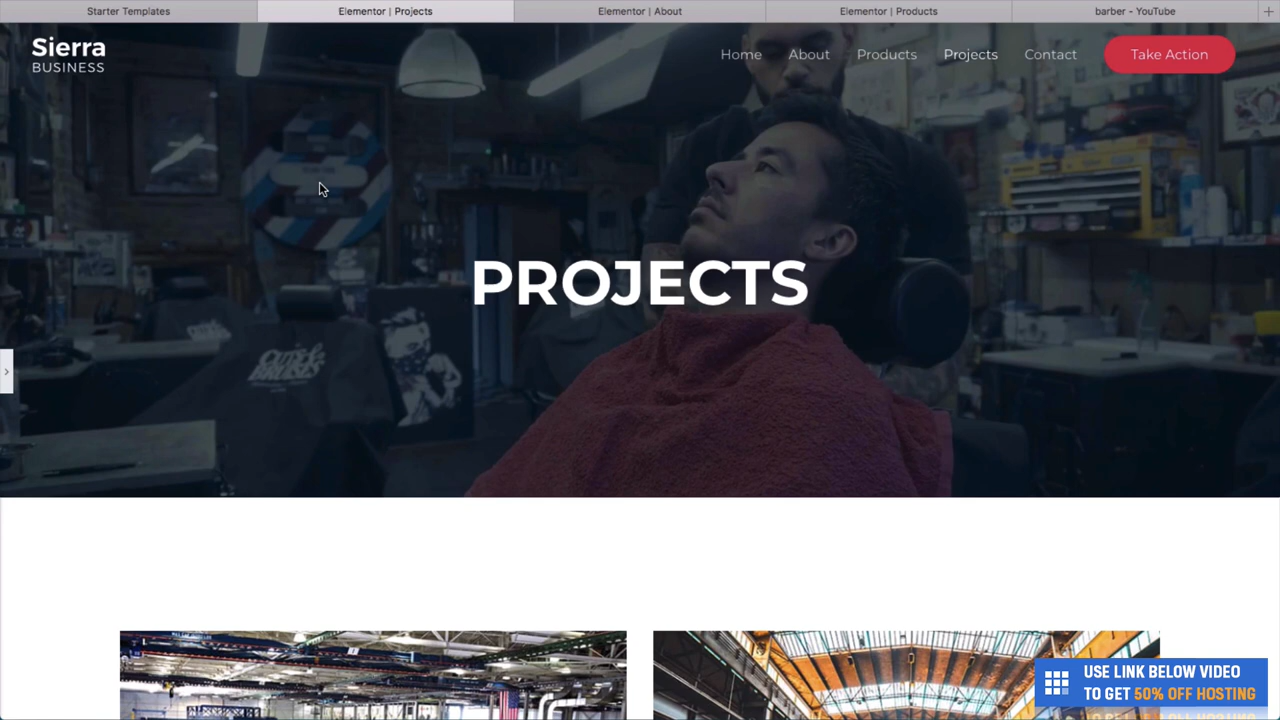 Starter Templates
Elementor | Projects
Elementor | About
Elementor | Products
barber - YouTube
Sierra
BUSINESS
Home
About
Products
Projects
Contact
Take Action
PROJECTS
USE LINK BELOW VIDEO
TO GET 50% OFF HOSTING